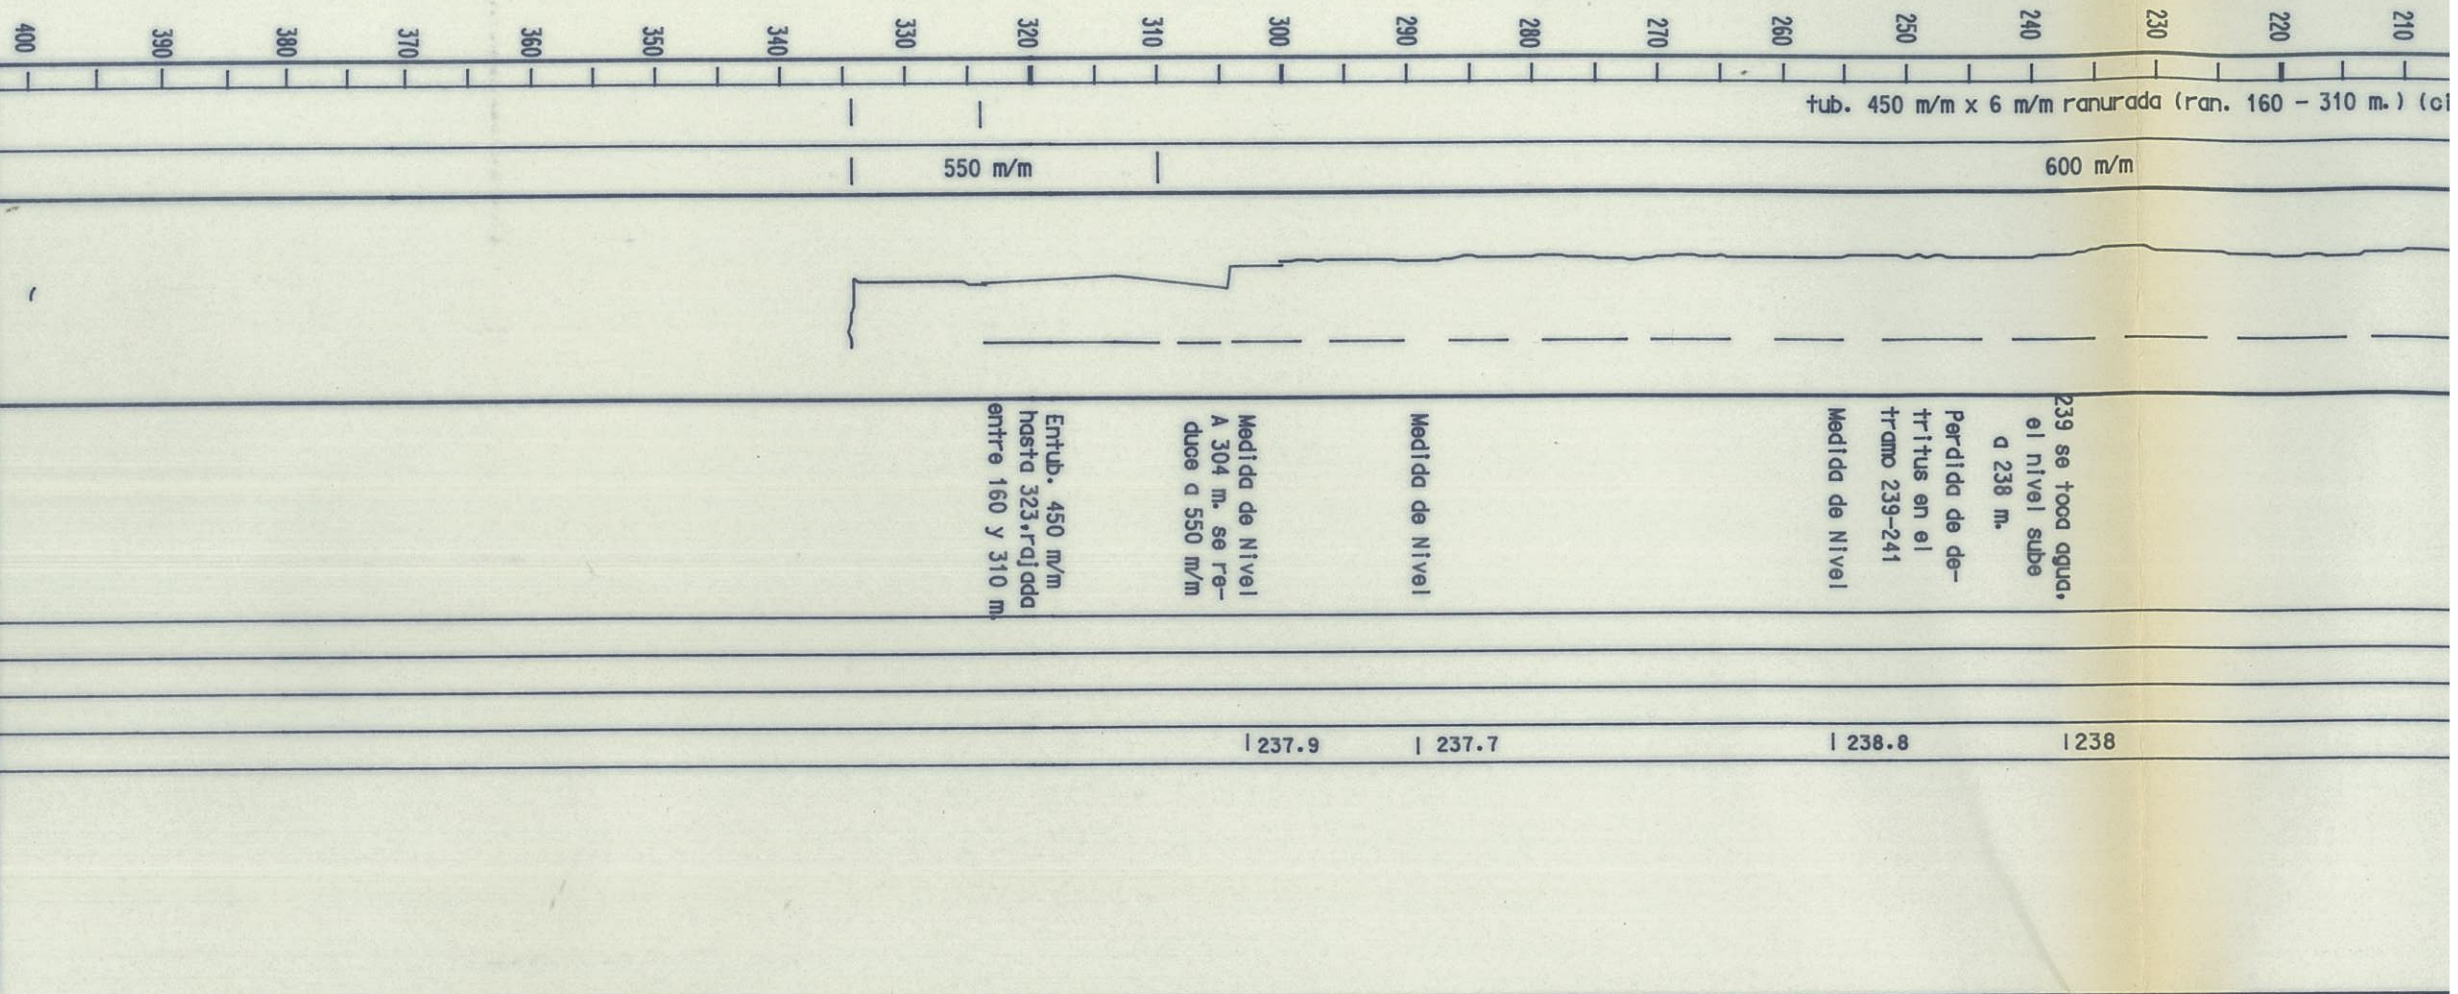 400 390 380 370 360 350 340 330 320 310 300 290 280 270 260 250 240 230 220 210
tub. 450 m/m x 6 m/m ranurada (ran. 160 - 310 m.) (ci
550 m/m
600 m/m
Entub. 450 m/m
hasta 323,rajada
entre 160 y 310 m.
Medida de Nivel
A 304 m. se re-
duce a 550 m/m
Medida de Nivel
Medida de Nivel
Perdida de de-
tritus en el
tramo 239-241
239 se toca agua,
el nivel sube
a 238 m.
237.9
237.7
238.8
238